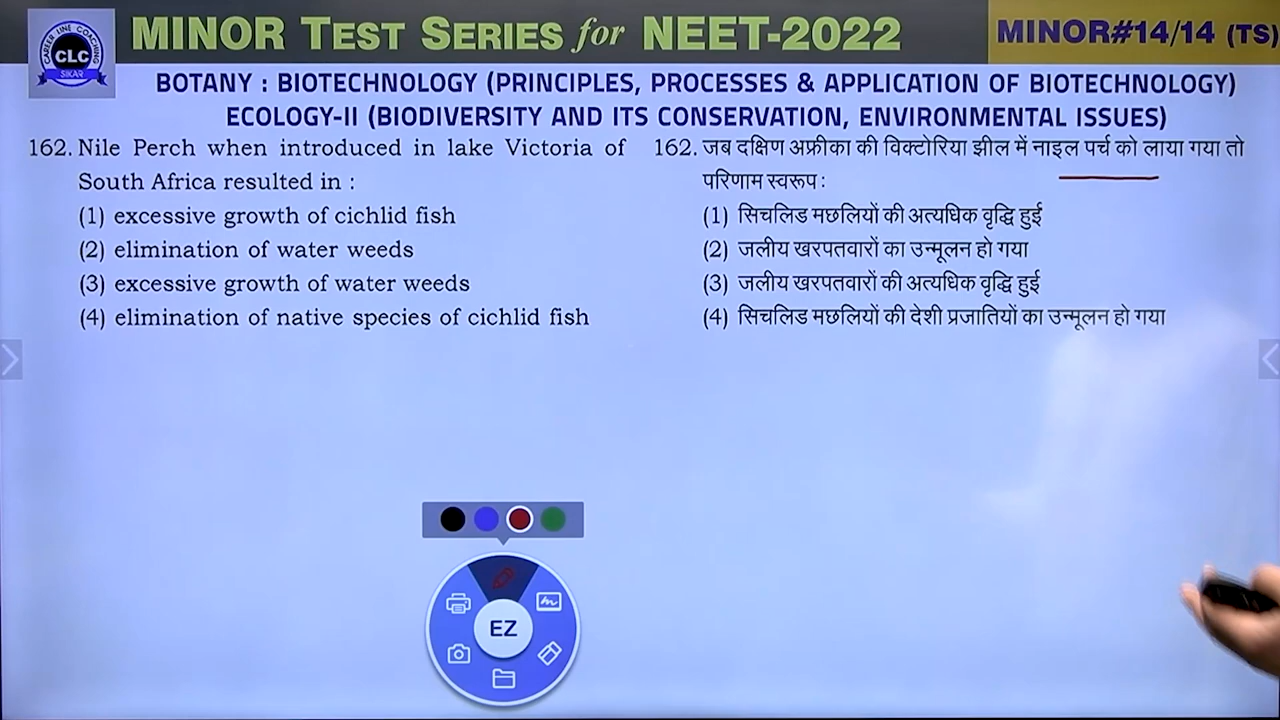 CAREER LINE COACHING
CLC
SIKAR
MINOR TEST SERIES for NEET-2022
MINOR#14/14 (TS)
BOTANY : BIOTECHNOLOGY (PRINCIPLES, PROCESSES & APPLICATION OF BIOTECHNOLOGY)
ECOLOGY-II (BIODIVERSITY AND ITS CONSERVATION, ENVIRONMENTAL ISSUES)
162. Nile Perch when introduced in lake Victoria of
South Africa resulted in :
(1) excessive growth of cichlid fish
(2) elimination of water weeds
(3) excessive growth of water weeds
(4) elimination of native species of cichlid fish
162. जब दक्षिण अफ्रीका की विक्टोरिया झील में नाइल पर्च को लाया गया तो
परिणाम स्वरूप :
(1) सिचलिड मछलियों की अत्यधिक वृद्धि हुई
(2) जलीय खरपतवारों का उन्मूलन हो गया
(3) जलीय खरपतवारों की अत्यधिक वृद्धि हुई
(4) सिचलिड मछलियों की देशी प्रजातियों का उन्मूलन हो गया
EZ